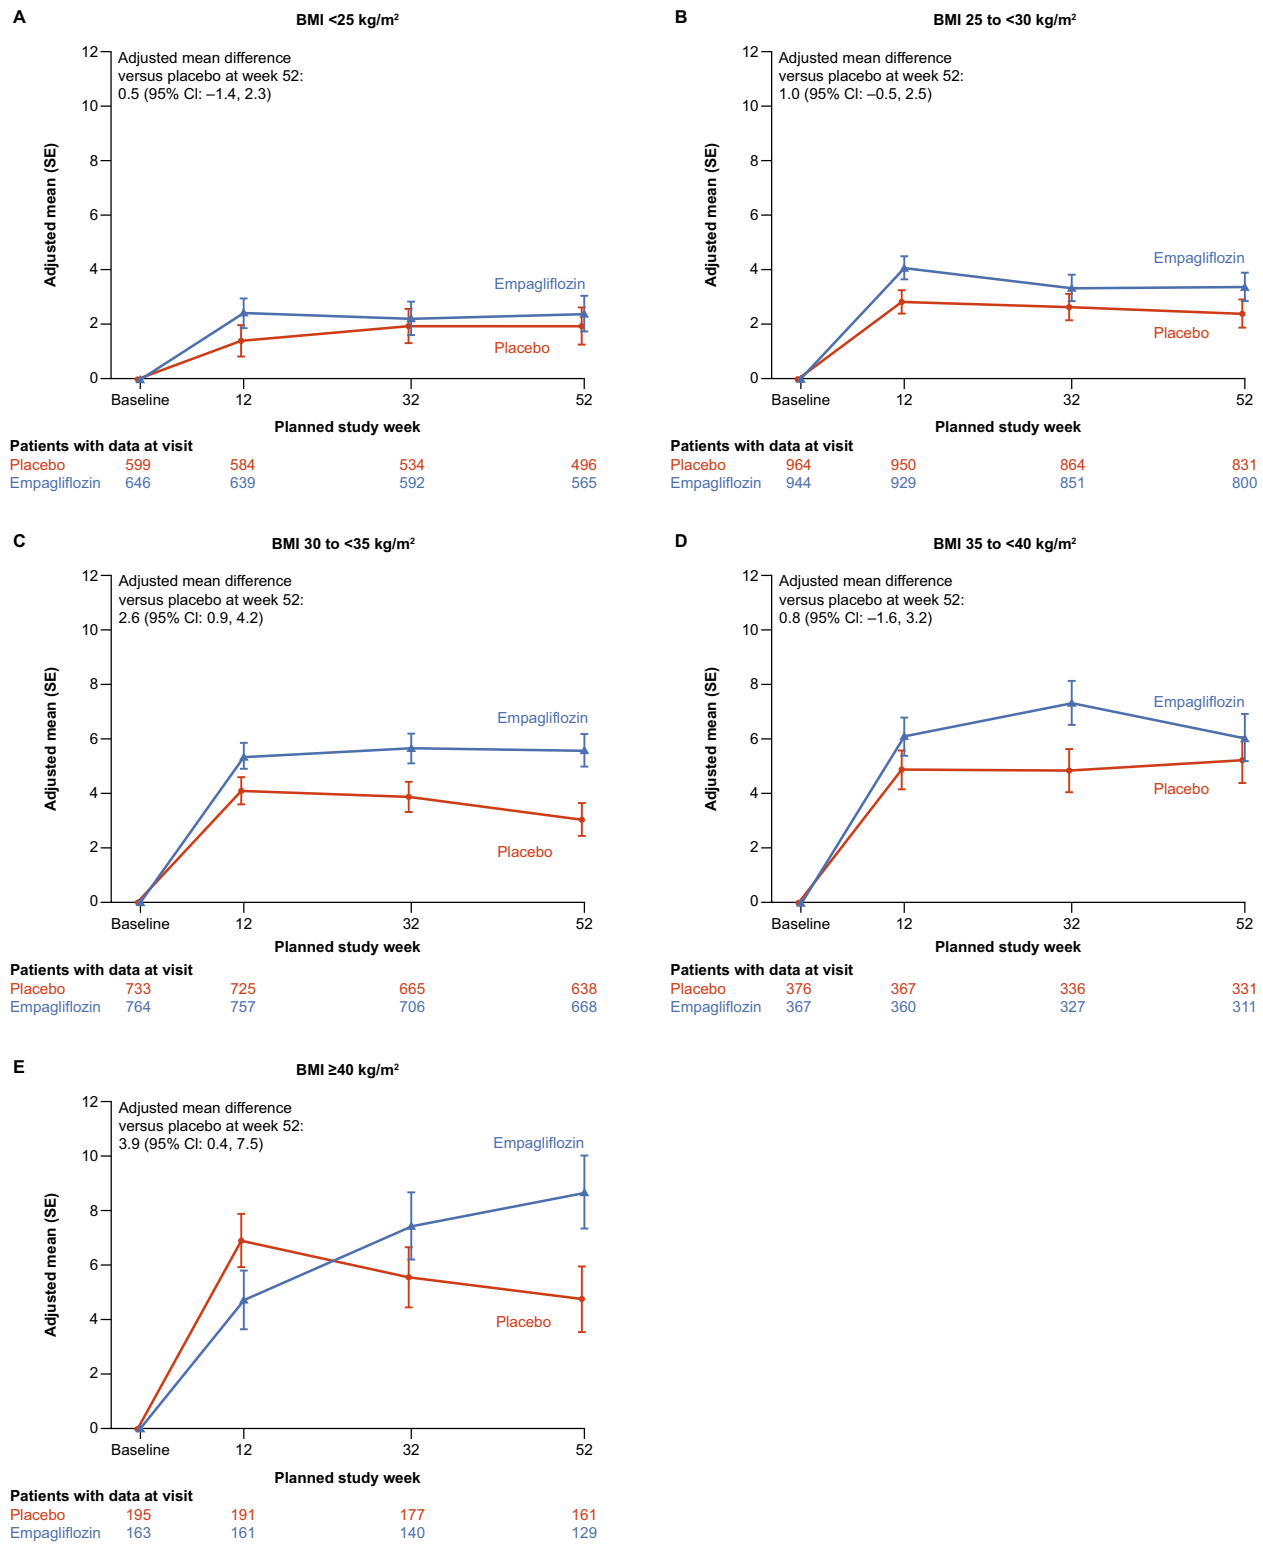 A
BMI <25 kg/m²
Adjusted mean difference
versus placebo at week 52:
0.5 (95% CI: –1.4, 2.3)
Adjusted mean (SE)
12
10
8
6
4
2
0
Empagliflozin
Placebo
Baseline 12 32 52
Planned study week
Patients with data at visit
Placebo 599 584 534 496
Empagliflozin 646 639 592 565
B
BMI 25 to <30 kg/m²
Adjusted mean difference
versus placebo at week 52:
1.0 (95% CI: –0.5, 2.5)
Adjusted mean (SE)
12
10
8
6
4
2
0
Empagliflozin
Placebo
Baseline 12 32 52
Planned study week
Patients with data at visit
Placebo 964 950 864 831
Empagliflozin 944 929 851 800
C
BMI 30 to <35 kg/m²
Adjusted mean difference
versus placebo at week 52:
2.6 (95% CI: 0.9, 4.2)
Adjusted mean (SE)
12
10
8
6
4
2
0
Empagliflozin
Placebo
Baseline 12 32 52
Planned study week
Patients with data at visit
Placebo 733 725 665 638
Empagliflozin 764 757 706 668
D
BMI 35 to <40 kg/m²
Adjusted mean difference
versus placebo at week 52:
0.8 (95% CI: –1.6, 3.2)
Adjusted mean (SE)
12
10
8
6
4
2
0
Empagliflozin
Placebo
Baseline 12 32 52
Planned study week
Patients with data at visit
Placebo 376 367 336 331
Empagliflozin 367 360 327 311
E
BMI ≥40 kg/m²
Adjusted mean difference
versus placebo at week 52:
3.9 (95% CI: 0.4, 7.5)
Adjusted mean (SE)
12
10
8
6
4
2
0
Empagliflozin
Placebo
Baseline 12 32 52
Planned study week
Patients with data at visit
Placebo 195 191 177 161
Empagliflozin 163 161 140 129